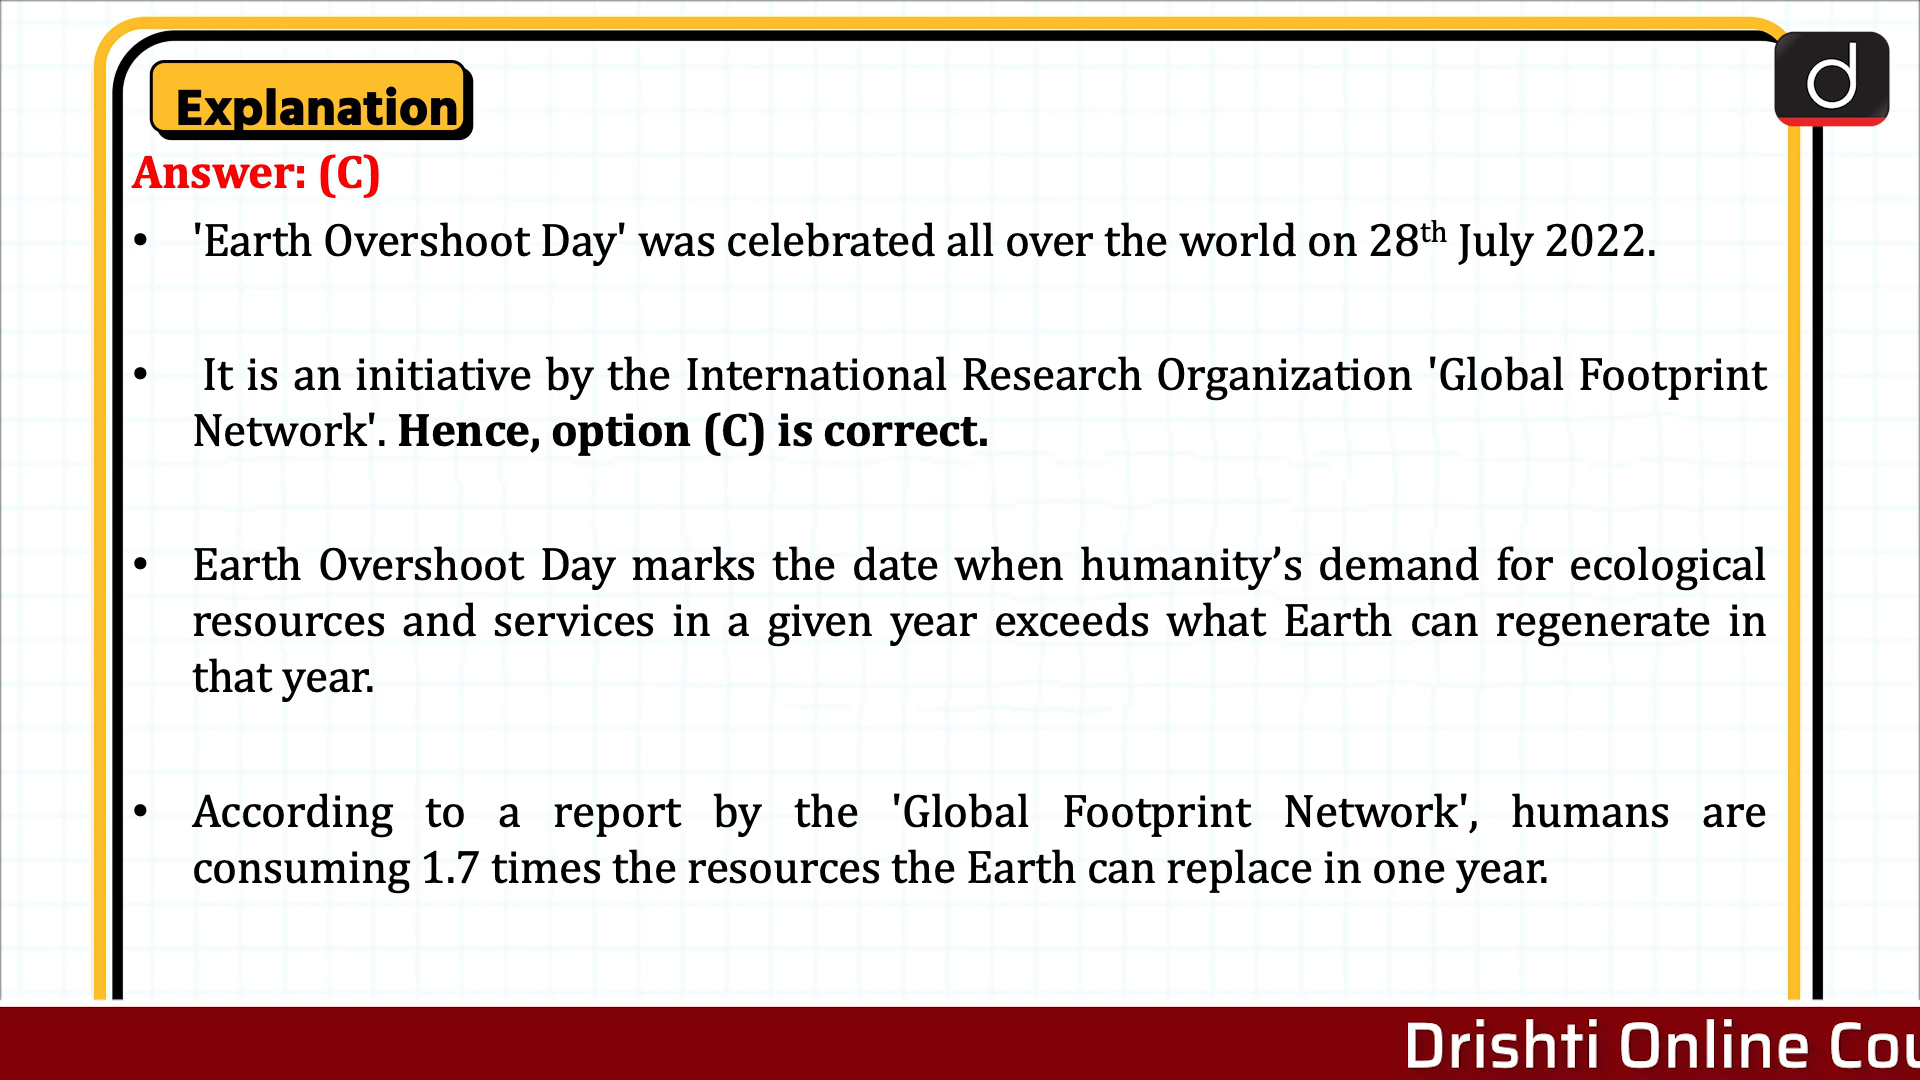 Explanation
Answer: (C)
• 'Earth Overshoot Day' was celebrated all over the world on 28th July 2022.
• It is an initiative by the International Research Organization 'Global Footprint
Network'. Hence, option (C) is correct.
• Earth Overshoot Day marks the date when humanity’s demand for ecological
resources and services in a given year exceeds what Earth can regenerate in
that year.
• According to a report by the 'Global Footprint Network', humans are
consuming 1.7 times the resources the Earth can replace in one year.
d
Drishti Online Cou